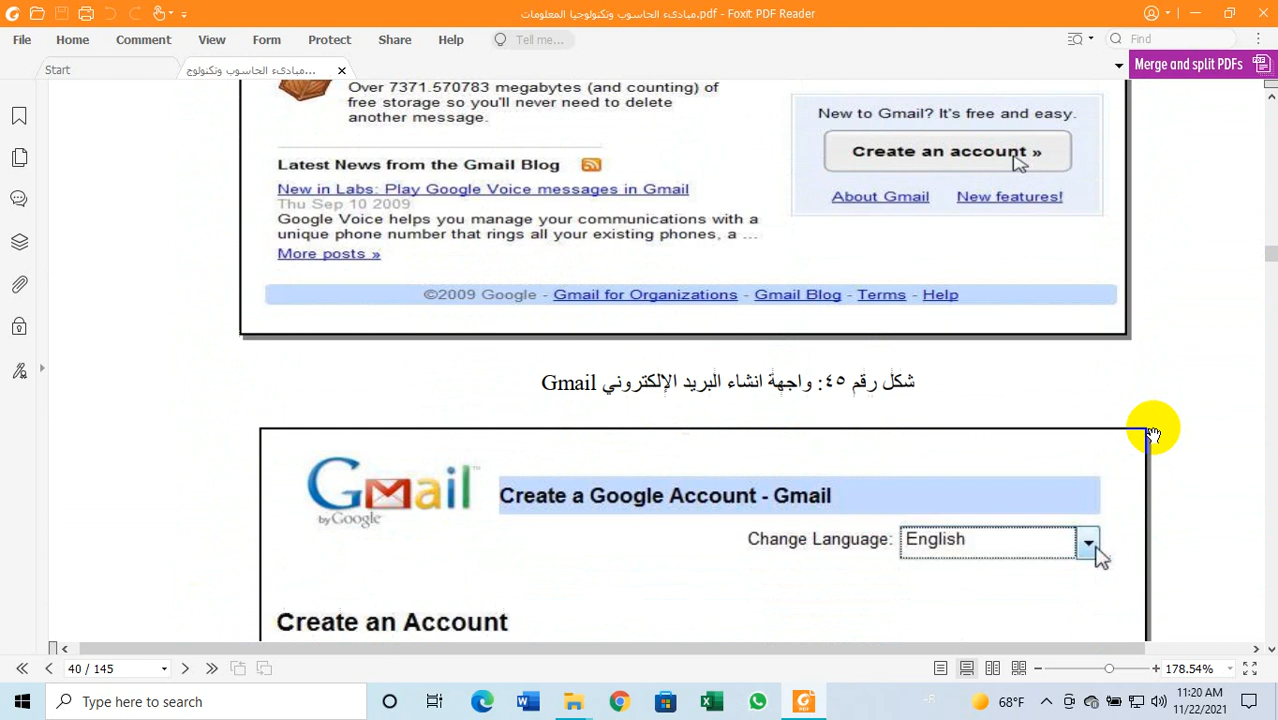 مبادىء الحاسوب وتكنولوجيا المعلومات.pdf - Foxit PDF Reader
File Home Comment View Form Protect Share Help Tell me... Find
Start
مبادىء الحاسوب وتكنولوج...
Merge and split PDFs
Over 7371.570783 megabytes (and counting) of
free storage so you'll never need to delete
another message.
Latest News from the Gmail Blog
New in Labs: Play Google Voice messages in Gmail
Thu Sep 10 2009
Google Voice helps you manage your communications with a
unique phone number that rings all your existing phones, a ...
More posts »
New to Gmail? It's free and easy.
Create an account »
About Gmail New features!
©2009 Google - Gmail for Organizations - Gmail Blog - Terms - Help
شكل رقم ٤٥: واجهة انشاء البريد الإلكتروني Gmail
Gmail
by Google
TM
Create a Google Account - Gmail
Change Language: English
Create an Account
40 / 145
178.54%
Type here to search
68°F
11:20 AM
11/22/2021